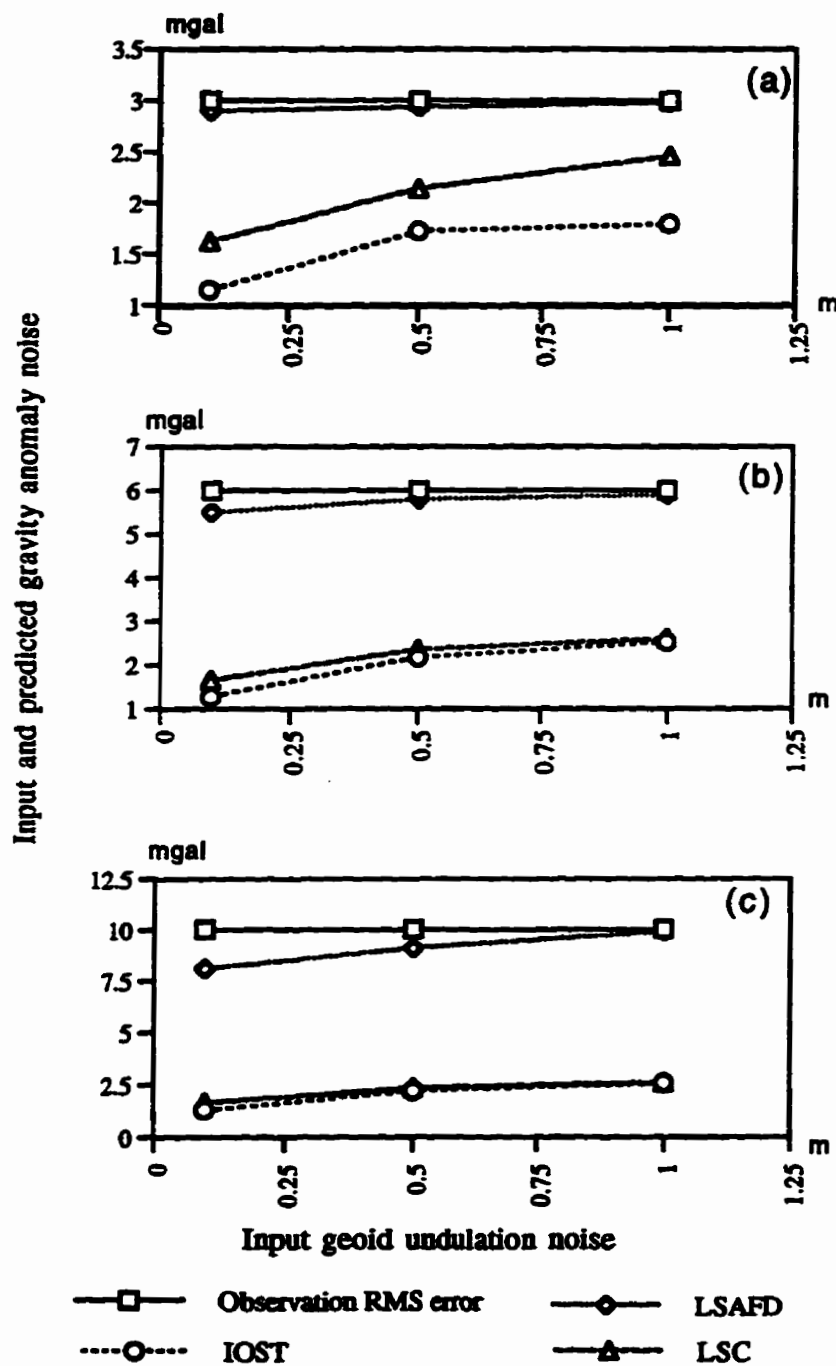 mgal
3.5
(a)
3
2.5
2
1.5
1
m
0
0.25
0.5
0.75
1
1.25
mgal
7
(b)
6
5
4
3
2
1
m
0
0.25
0.5
0.75
1
1.25
Input and predicted gravity anomaly noise
mgal
12.5
(c)
10
7.5
5
2.5
0
m
0
0.25
0.5
0.75
1
1.25
Input geoid undulation noise
Observation RMS error
LSAFD
IOST
LSC